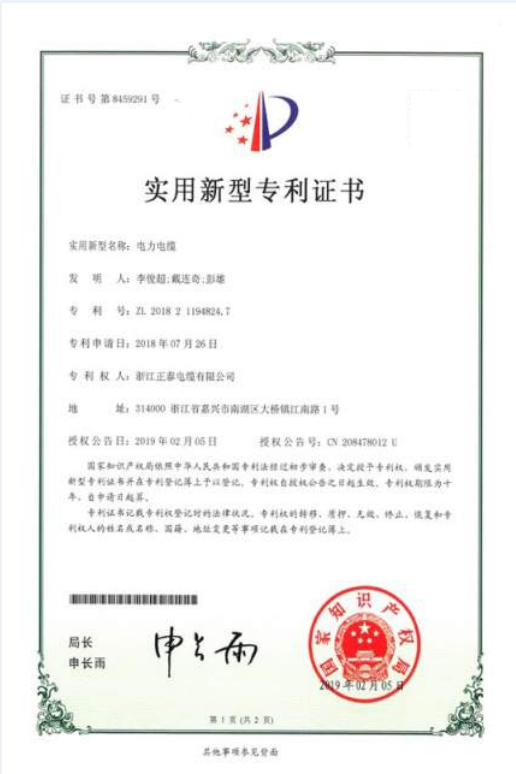 证书号第8459291号
实用新型专利证书
实用新型名称：电力电缆
发明人：李俊超;戴连奇;彭雄
专利号：ZL 2018 2 1194824.7
专利申请日：2018年07月26日
专利权人：浙江正泰电缆有限公司
地址：314000 浙江省嘉兴市南湖区大桥镇江南路1号
授权公告日：2019年02月05日 授权公告号：CN 208478012 U
国家知识产权局依照中华人民共和国专利法经过初步审查，决定授予专利权，颁发实用
新型专利证书并在专利登记簿上予以登记。专利权自授权公告之日起生效。专利权期限为十
年，自申请日起算。
专利证书记载专利权登记时的法律状况。专利权的转移、质押、无效、终止、恢复和专
利权人的姓名或名称、国籍、地址变更等事项记载在专利登记簿上。
局长
申长雨
申长雨
国家知识产权局
2019年02月05日
第1页(共2页)
其他事项参见背面